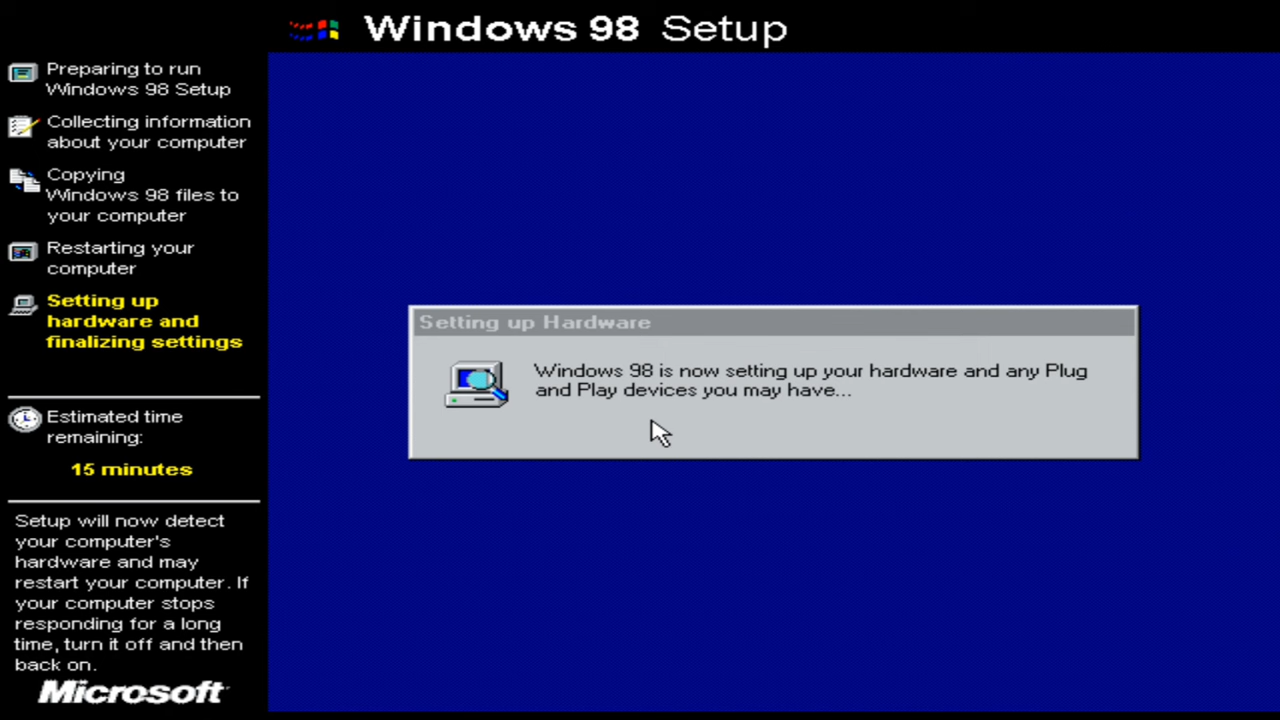 Windows 98 Setup
Preparing to run
Windows 98 Setup
Collecting information
about your computer
Copying
Windows 98 files to
your computer
Restarting your
computer
Setting up
hardware and
finalizing settings
Estimated time
remaining:
15 minutes
Setup will now detect
your computer's
hardware and may
restart your computer. If
your computer stops
responding for a long
time, turn it off and then
back on.
Microsoft
Setting up Hardware
Windows 98 is now setting up your hardware and any Plug
and Play devices you may have...